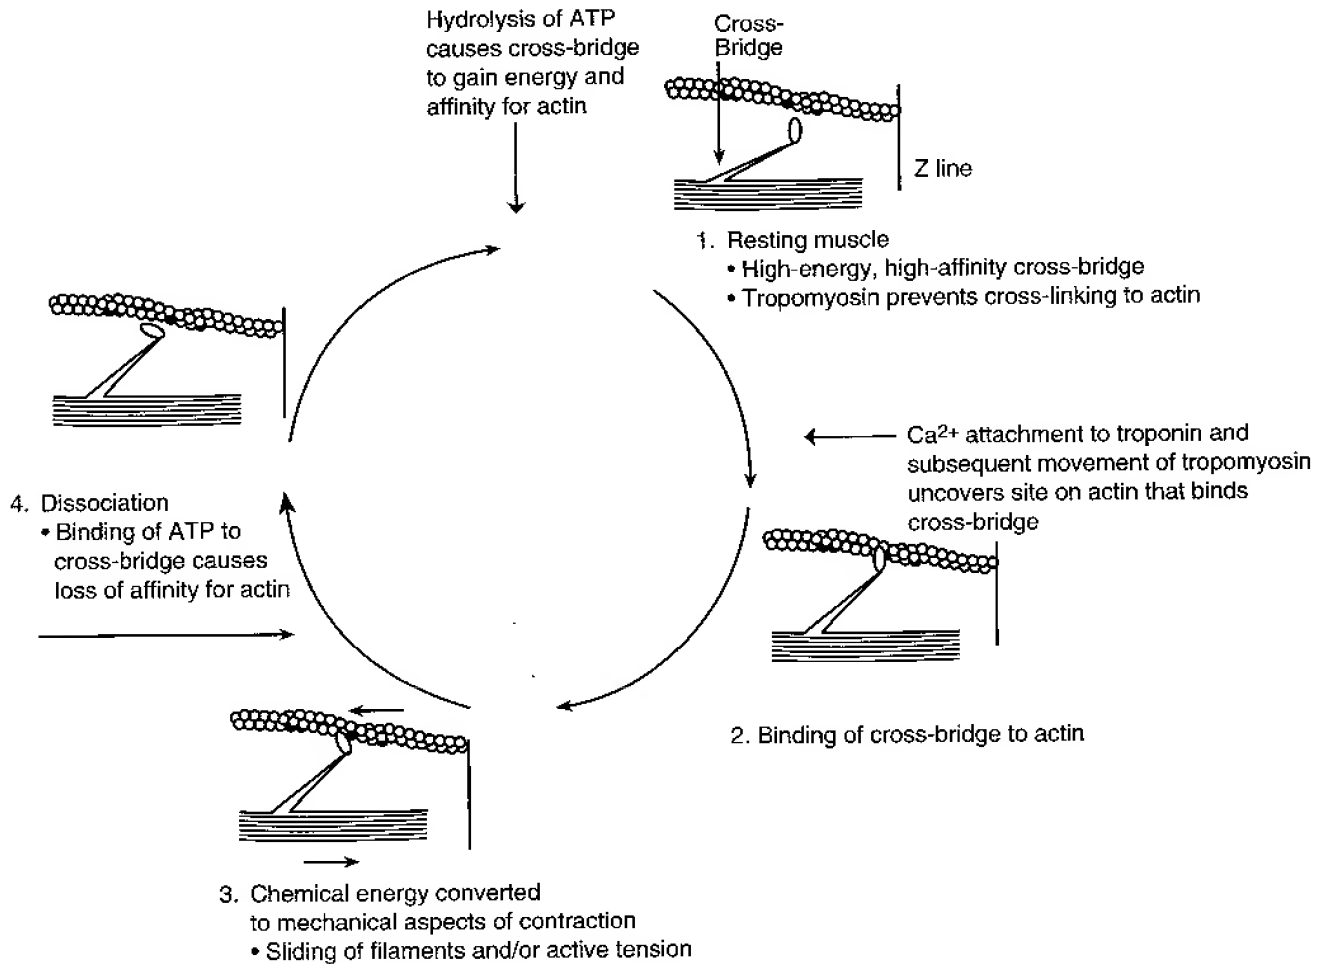 Hydrolysis of ATP
causes cross-bridge
to gain energy and
affinity for actin
Cross-
Bridge
Z line
1. Resting muscle
• High-energy, high-affinity cross-bridge
• Tropomyosin prevents cross-linking to actin
Ca2+ attachment to troponin and
subsequent movement of tropomyosin
uncovers site on actin that binds
cross-bridge
2. Binding of cross-bridge to actin
3. Chemical energy converted
to mechanical aspects of contraction
• Sliding of filaments and/or active tension
4. Dissociation
• Binding of ATP to
cross-bridge causes
loss of affinity for actin